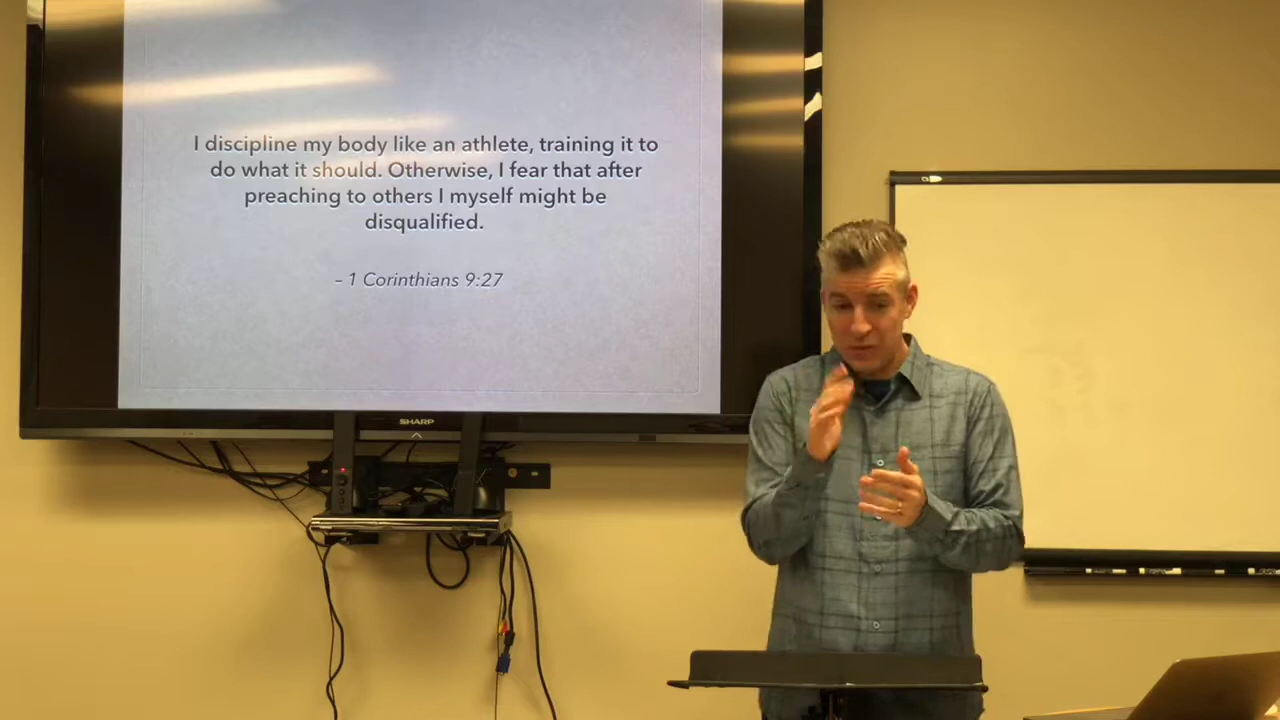 I discipline my body like an athlete, training it to
do what it should. Otherwise, I fear that after
preaching to others I myself might be
disqualified.
– 1 Corinthians 9:27
SHARP